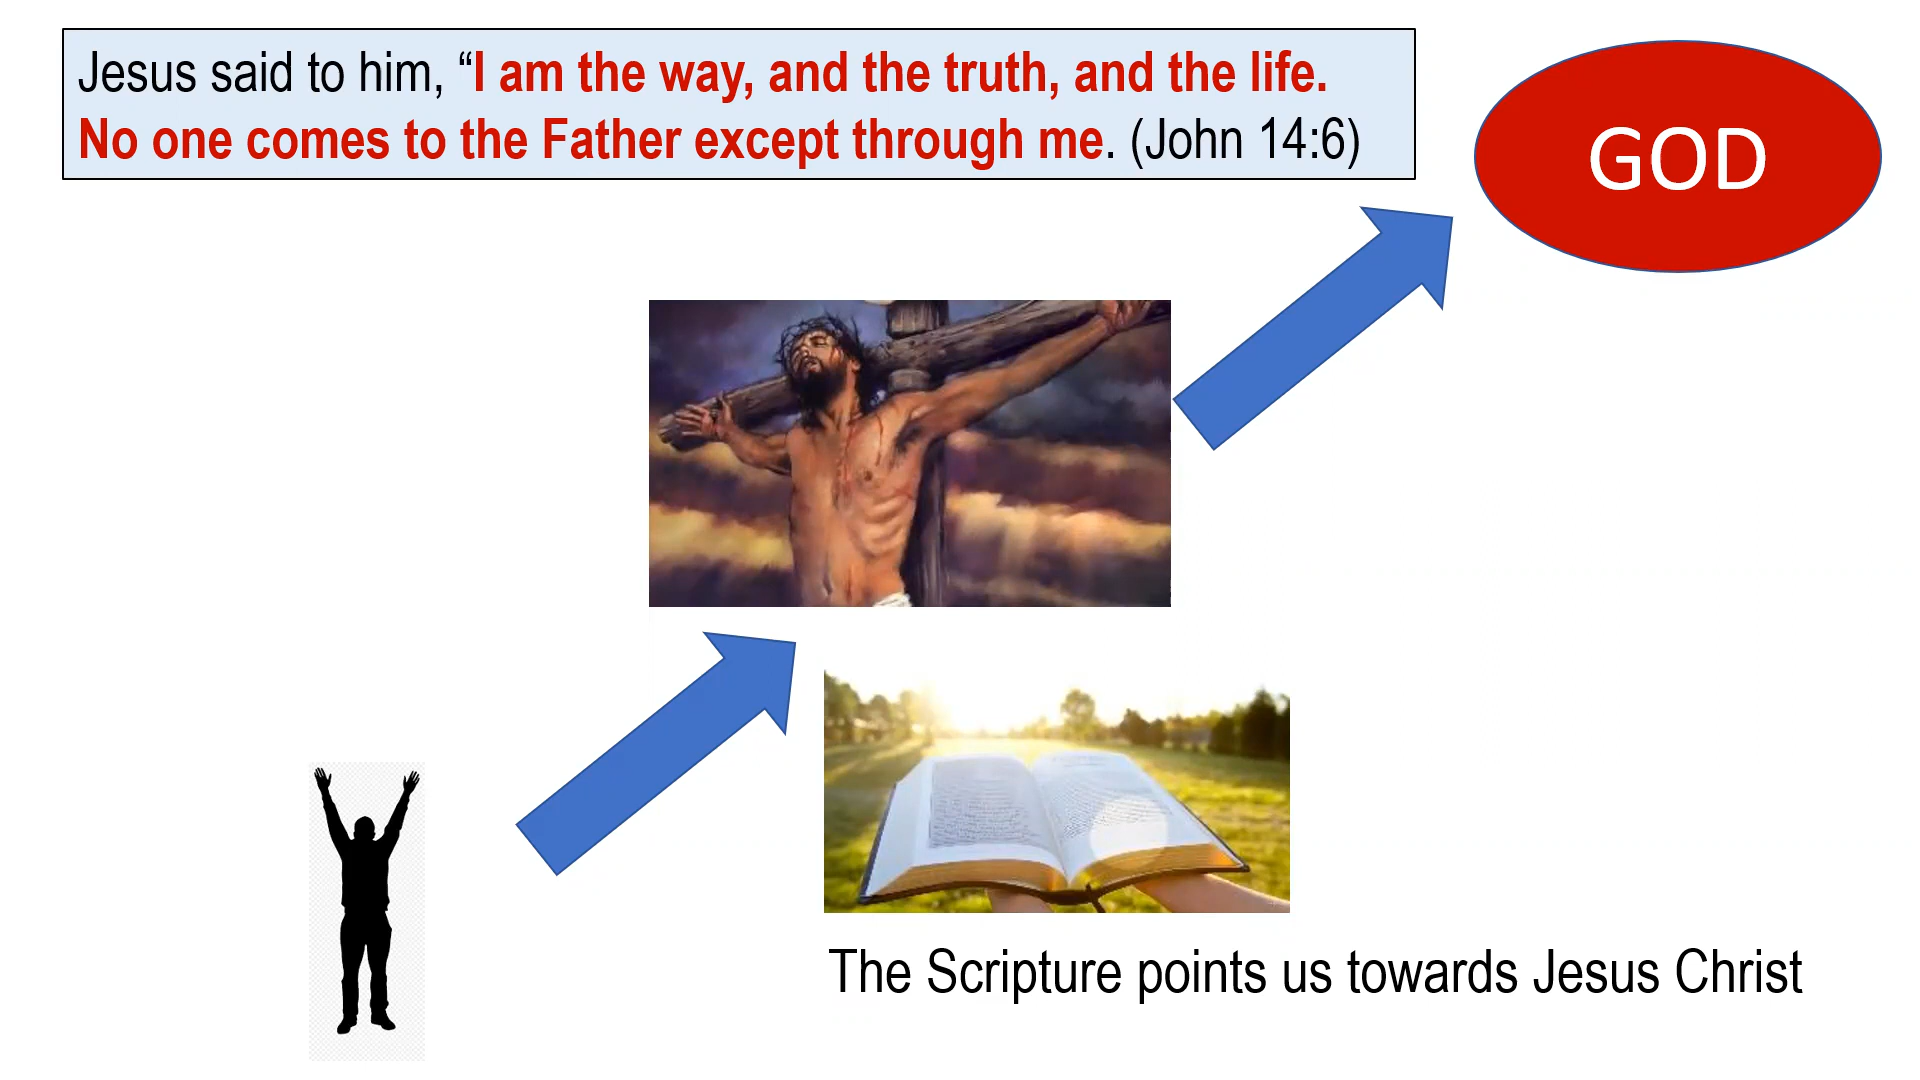 Jesus said to him, “I am the way, and the truth, and the life.
No one comes to the Father except through me. (John 14:6)
GOD
The Scripture points us towards Jesus Christ